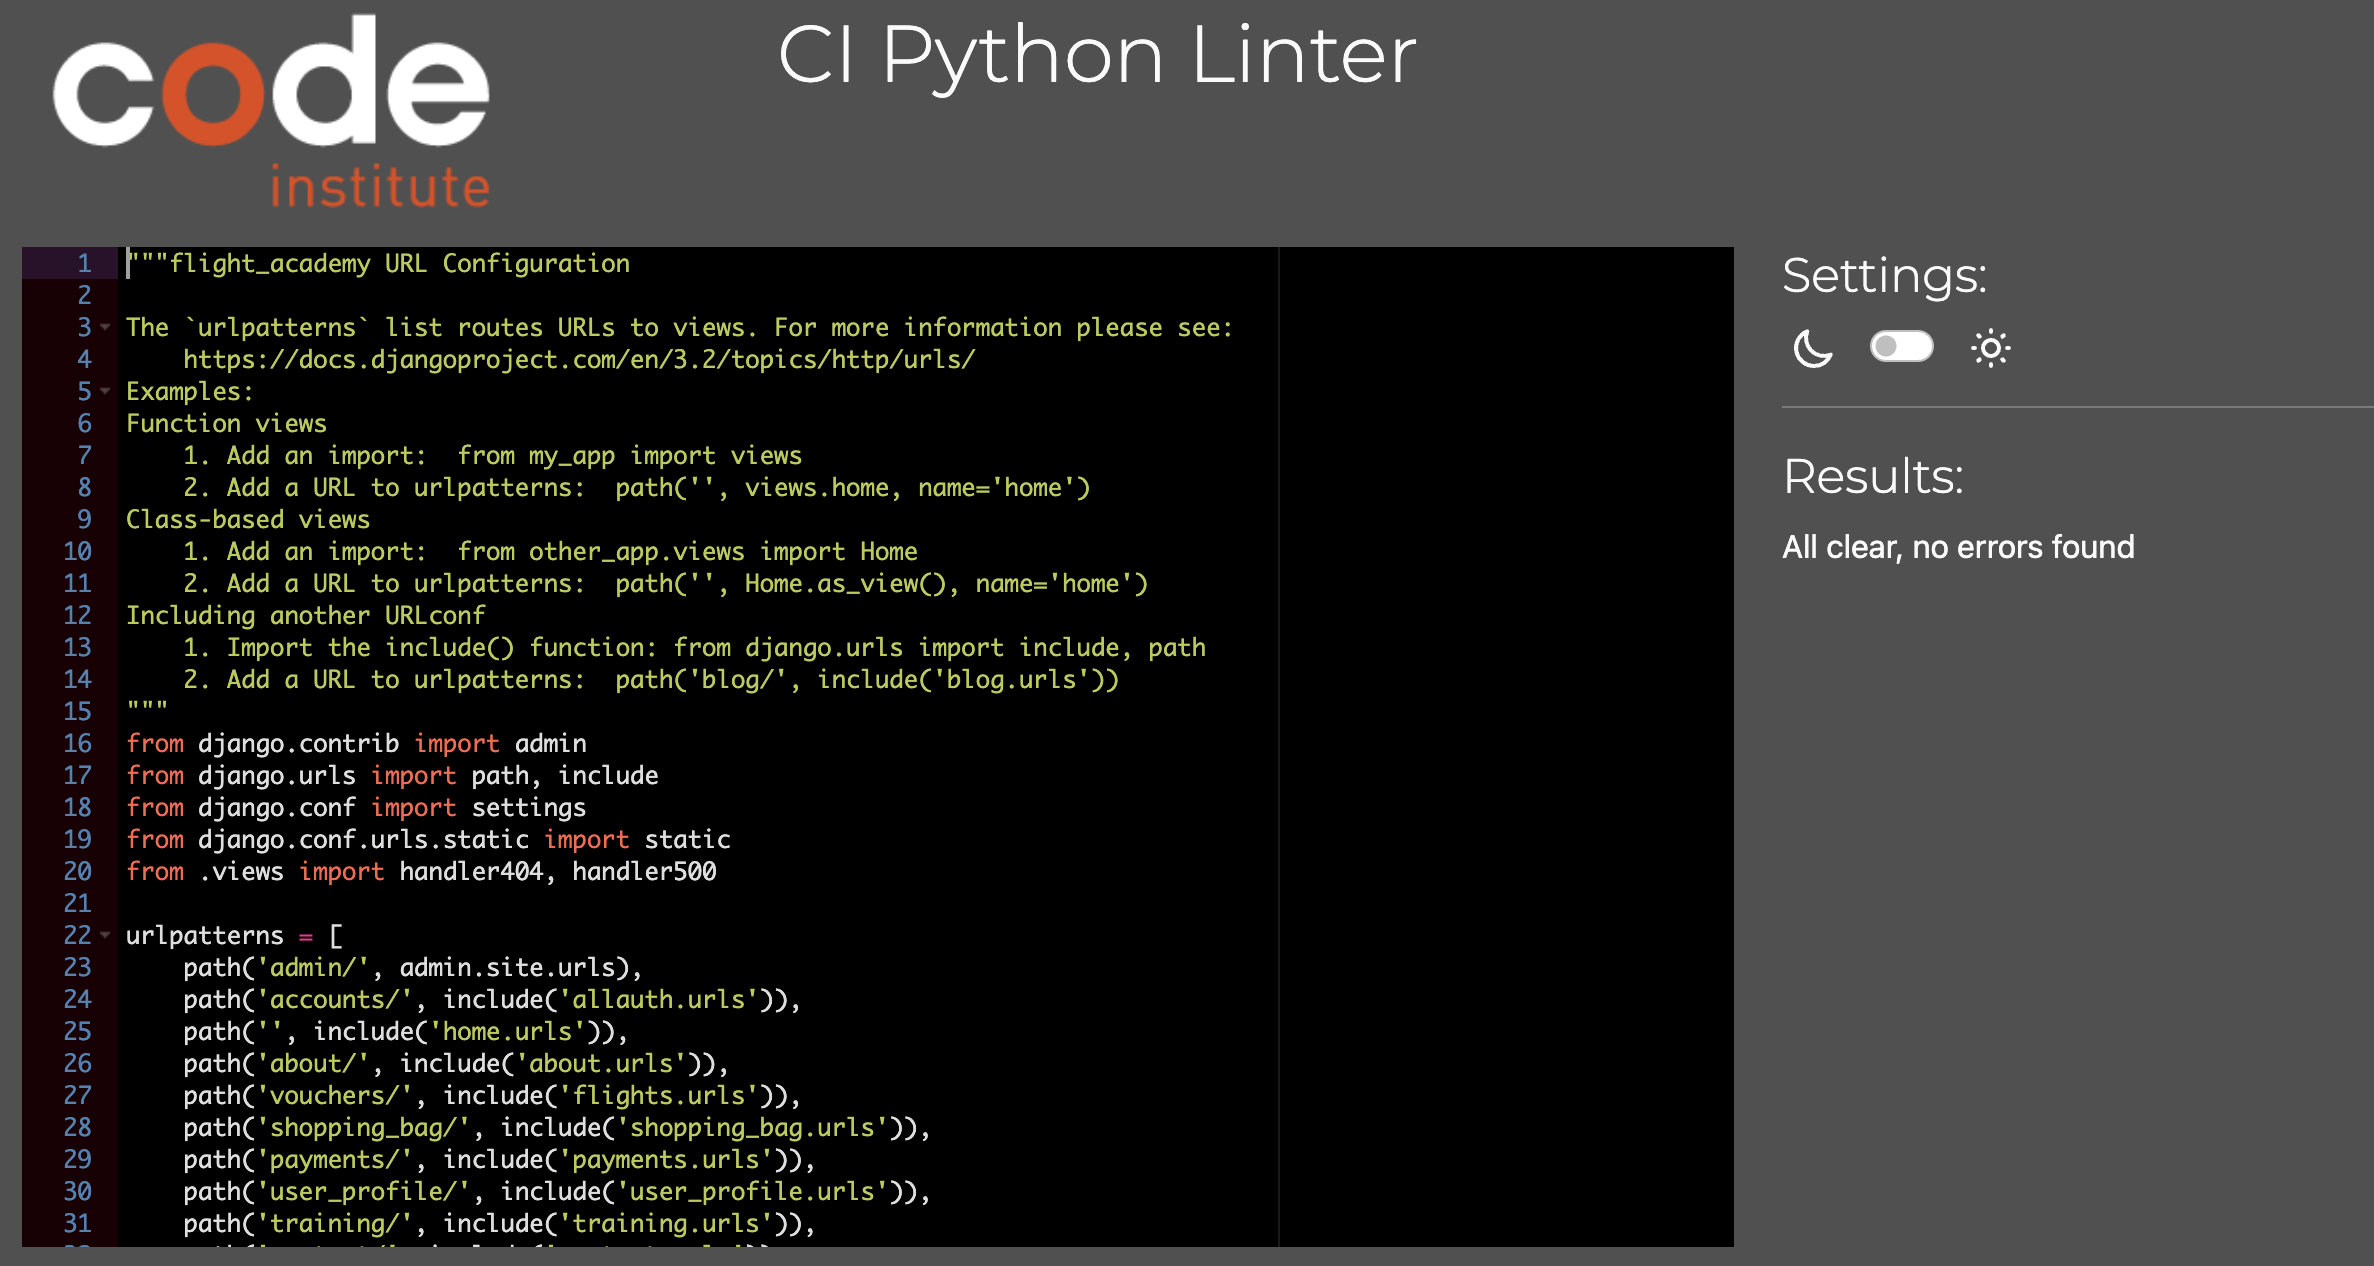 code
institute
CI Python Linter
1 """flight_academy URL Configuration
2
3 The `urlpatterns` list routes URLs to views. For more information please see:
4     https://docs.djangoproject.com/en/3.2/topics/http/urls/
5 Examples:
6 Function views
7     1. Add an import:  from my_app import views
8     2. Add a URL to urlpatterns:  path('', views.home, name='home')
9 Class-based views
10     1. Add an import:  from other_app.views import Home
11     2. Add a URL to urlpatterns:  path('', Home.as_view(), name='home')
12 Including another URLconf
13     1. Import the include() function: from django.urls import include, path
14     2. Add a URL to urlpatterns:  path('blog/', include('blog.urls'))
15 """
16 from django.contrib import admin
17 from django.urls import path, include
18 from django.conf import settings
19 from django.conf.urls.static import static
20 from .views import handler404, handler500
21
22 urlpatterns = [
23     path('admin/', admin.site.urls),
24     path('accounts/', include('allauth.urls')),
25     path('', include('home.urls')),
26     path('about/', include('about.urls')),
27     path('vouchers/', include('flights.urls')),
28     path('shopping_bag/', include('shopping_bag.urls')),
29     path('payments/', include('payments.urls')),
30     path('user_profile/', include('user_profile.urls')),
31     path('training/', include('training.urls')),
Settings:
Results:
All clear, no errors found